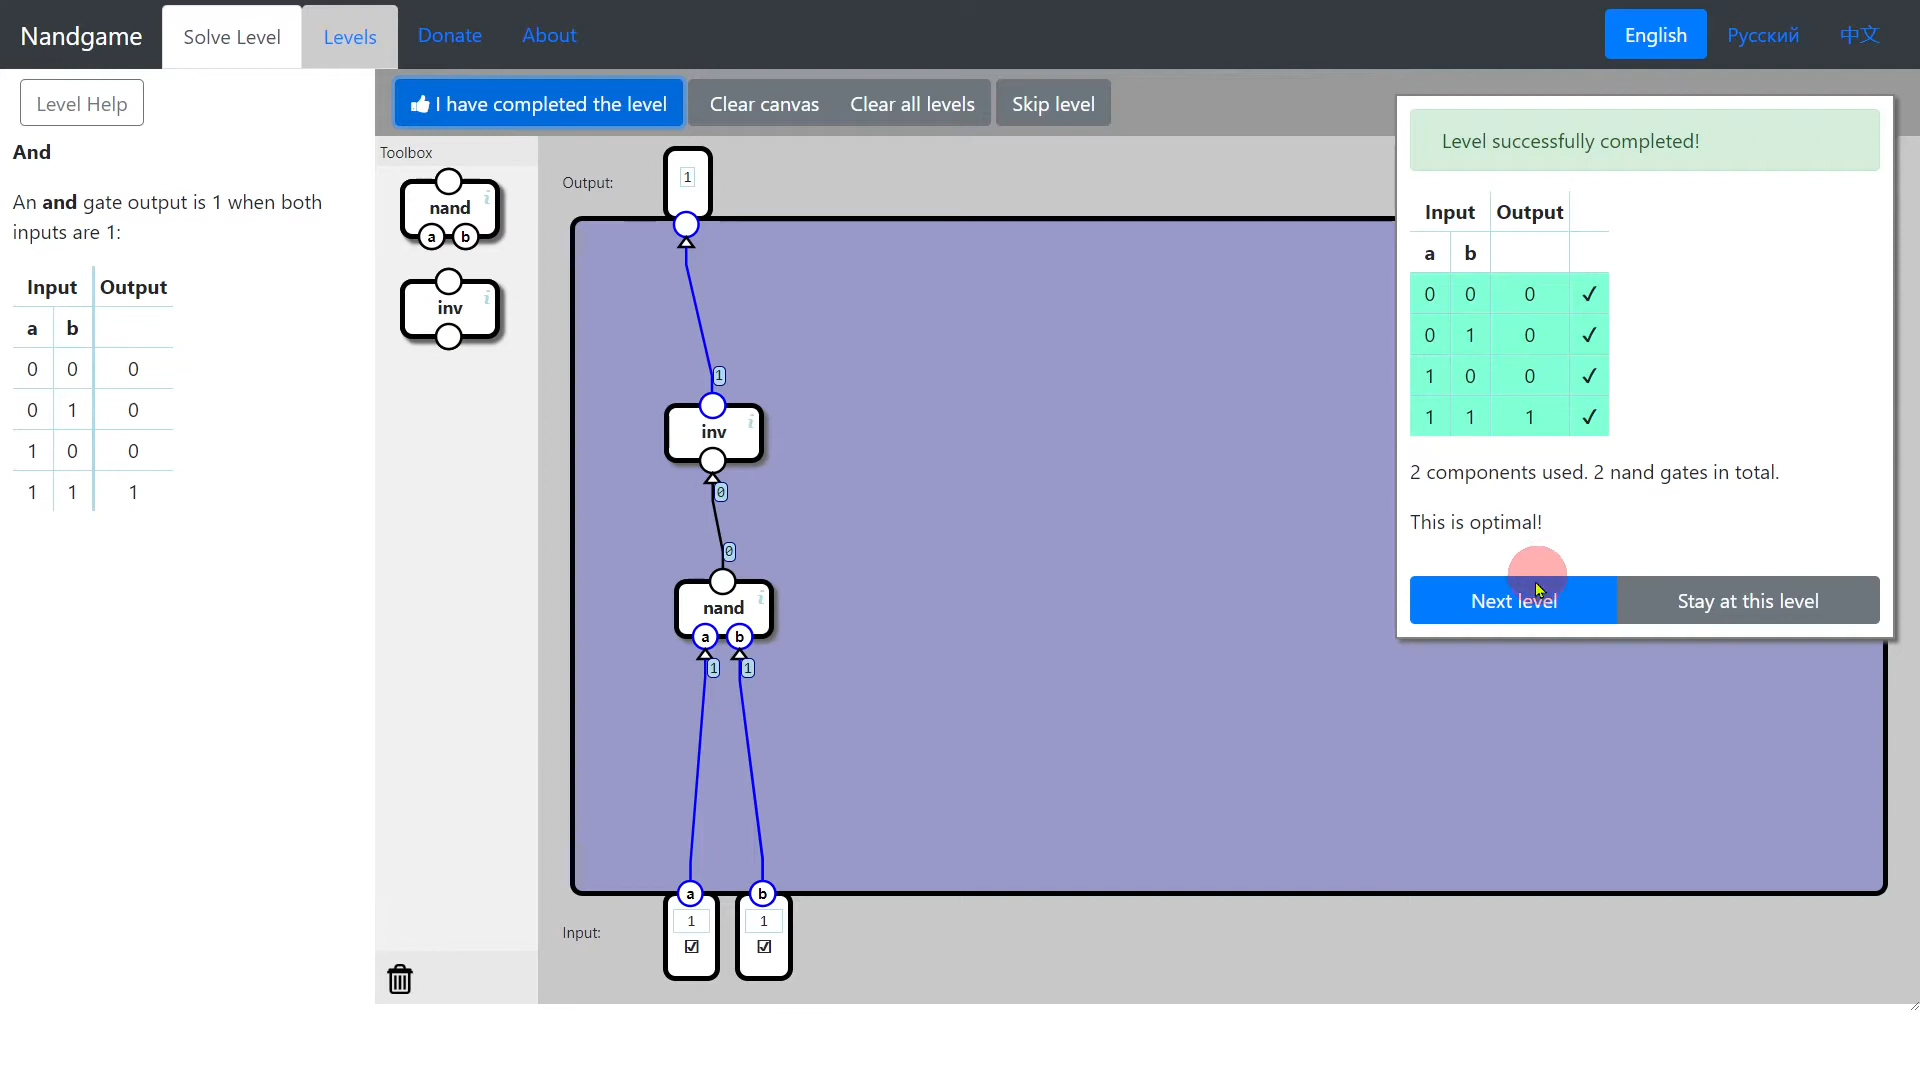 Nandgame
Solve Level
Levels
Donate
About
English
Русский
中文
Level Help
I have completed the level
Clear canvas
Clear all levels
Skip level
And
An and gate output is 1 when both
inputs are 1:
Input Output
a b
0 0 0
0 1 0
1 0 0
1 1 1
Toolbox
nand
i
a b
inv
i
Output:
1
1
inv
i
0
0
nand
i
a b
1 1
a b
Input:
1 1
Level successfully completed!
Input Output
a b
0 0 0 ✓
0 1 0 ✓
1 0 0 ✓
1 1 1 ✓
2 components used. 2 nand gates in total.
This is optimal!
Next level
Stay at this level